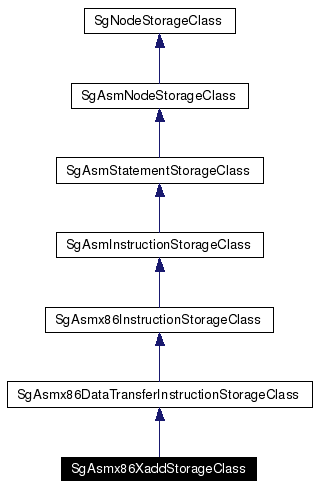 SgNodeStorageClass
SgAsmNodeStorageClass
SgAsmStatementStorageClass
SgAsmInstructionStorageClass
SgAsmx86InstructionStorageClass
SgAsmx86DataTransferInstructionStorageClass
SgAsmx86XaddStorageClass